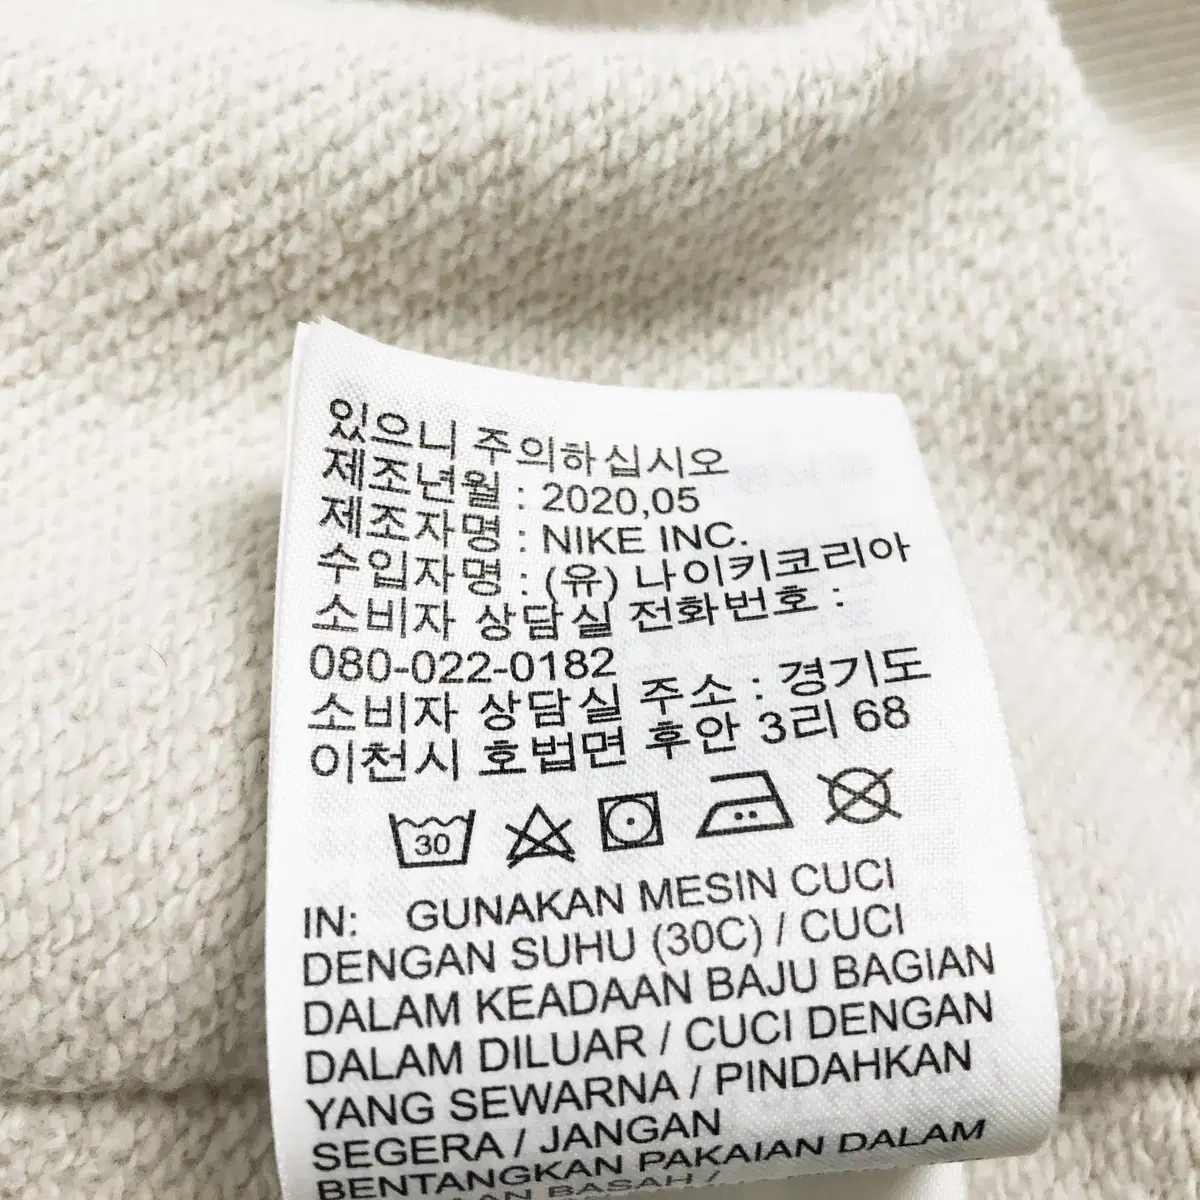 있으니 주의하십시오
제조년월 : 2020,05
제조자명 : NIKE INC.
수입자명 : (유) 나이키코리아
소비자 상담실 전화번호 :
080-022-0182
소비자 상담실 주소 : 경기도
이천시 호법면 후안 3리 68
30
IN: GUNAKAN MESIN CUCI
DENGAN SUHU (30C) / CUCI
DALAM KEADAAN BAJU BAGIAN
DALAM DILUAR / CUCI DENGAN
YANG SEWARNA / PINDAHKAN
SEGERA / JANGAN
BENTANGKAN PAKAIAN DALAM
BASAH /